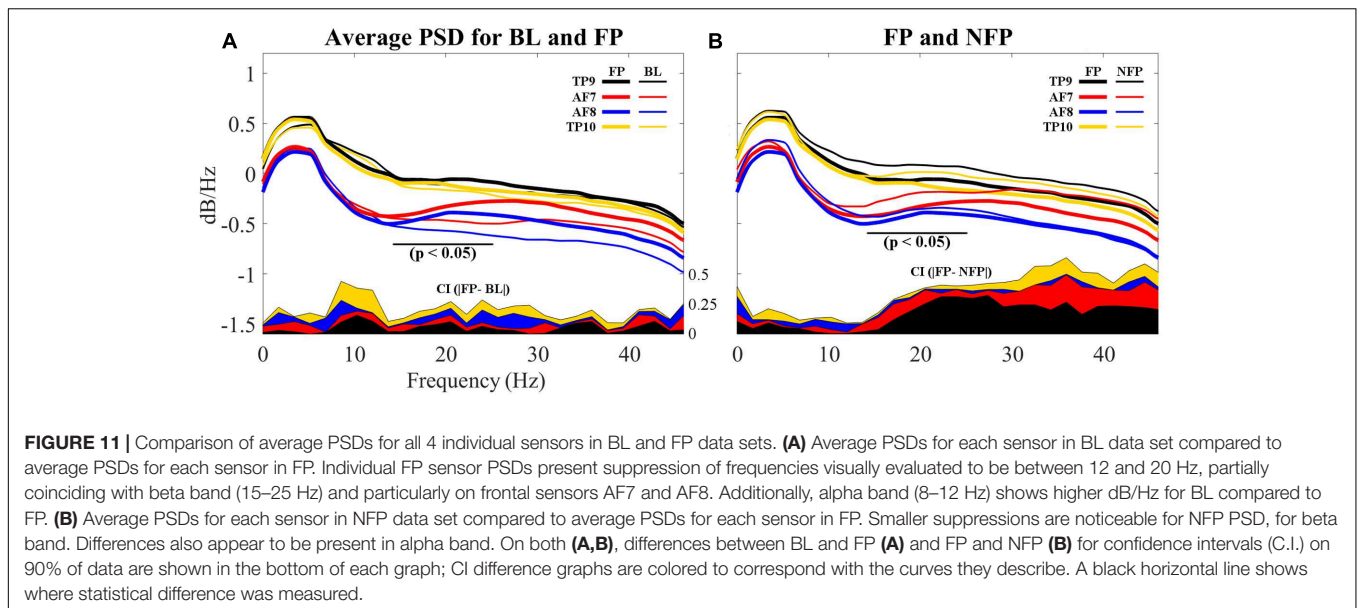 A
Average PSD for BL and FP
FP BL
TP9
AF7
AF8
TP10
1
0.5
0
-0.5
-1
-1.5
dB/Hz
(p < 0.05)
CI (|FP- BL|)
0.5
0.25
0
0 10 20 30 40
Frequency (Hz)
B
FP and NFP
FP NFP
TP9
AF7
AF8
TP10
(p < 0.05)
CI (|FP- NFP|)
0 10 20 30 40
FIGURE 11 | Comparison of average PSDs for all 4 individual sensors in BL and FP data sets. (A) Average PSDs for each sensor in BL data set compared to
average PSDs for each sensor in FP. Individual FP sensor PSDs present suppression of frequencies visually evaluated to be between 12 and 20 Hz, partially
coinciding with beta band (15–25 Hz) and particularly on frontal sensors AF7 and AF8. Additionally, alpha band (8–12 Hz) shows higher dB/Hz for BL compared to
FP. (B) Average PSDs for each sensor in NFP data set compared to average PSDs for each sensor in FP. Smaller suppressions are noticeable for NFP PSD, for beta
band. Differences also appear to be present in alpha band. On both (A,B), differences between BL and FP (A) and FP and NFP (B) for confidence intervals (C.I.) on
90% of data are shown in the bottom of each graph; CI difference graphs are colored to correspond with the curves they describe. A black horizontal line shows
where statistical difference was measured.